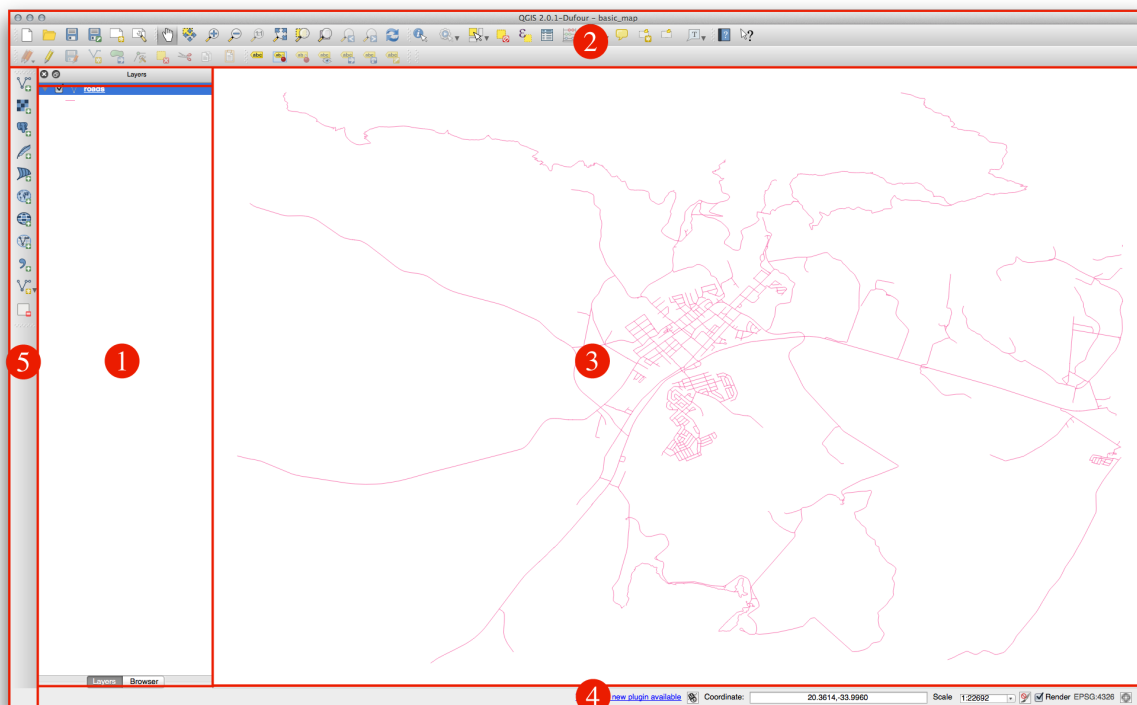 QGIS 2.0.1-Dufour - basic_map
2
Layers
roads
5
1
3
Layers Browser
4
new plugin available Coordinate: 20.3614,-33.9960 Scale 1:22692 Render EPSG:4326